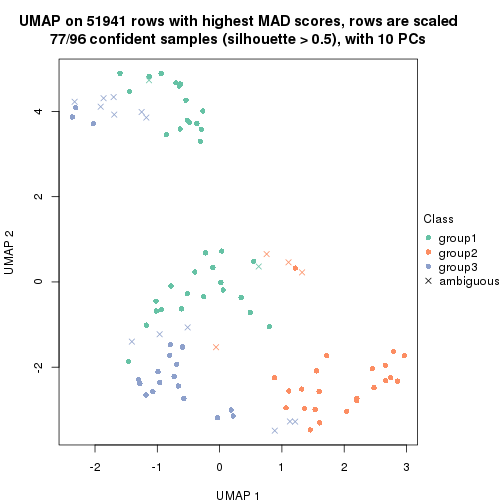 UMAP on 51941 rows with highest MAD scores, rows are scaled
77/96 confident samples (silhouette > 0.5), with 10 PCs
4
2
0
-2
UMAP 2
-2
-1
0
1
2
3
UMAP 1
Class
group1
group2
group3
ambiguous